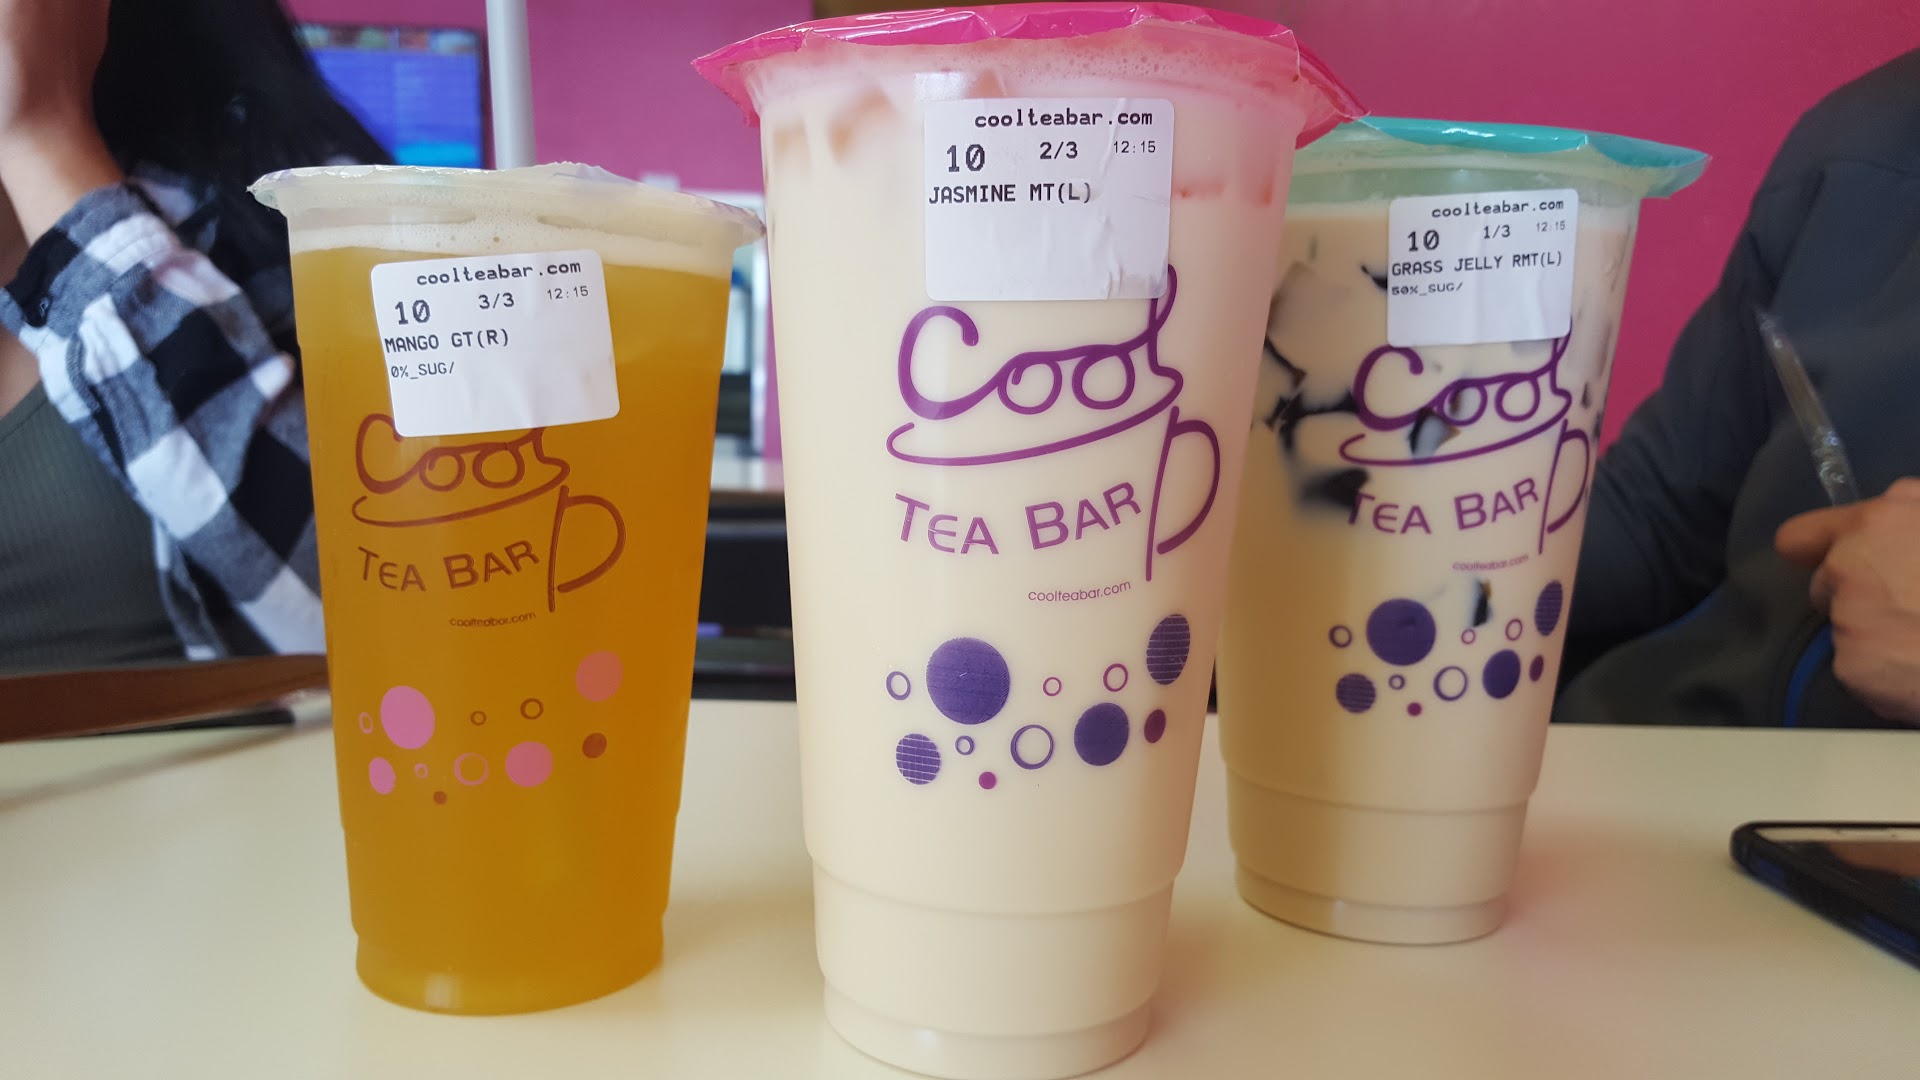 coolteabar.com
10 3/3 12:15
MANGO GT(R)
0%_SUG/
Cool
TEA BAR
coolteabar.com
coolteabar.com
10 2/3 12:15
JASMINE MT(L)
Cool
TEA BAR
coolteabar.com
coolteabar.com
10 1/3 12:15
GRASS JELLY RMT(L)
50%_SUG/
Cool
TEA BAR
coolteabar.com